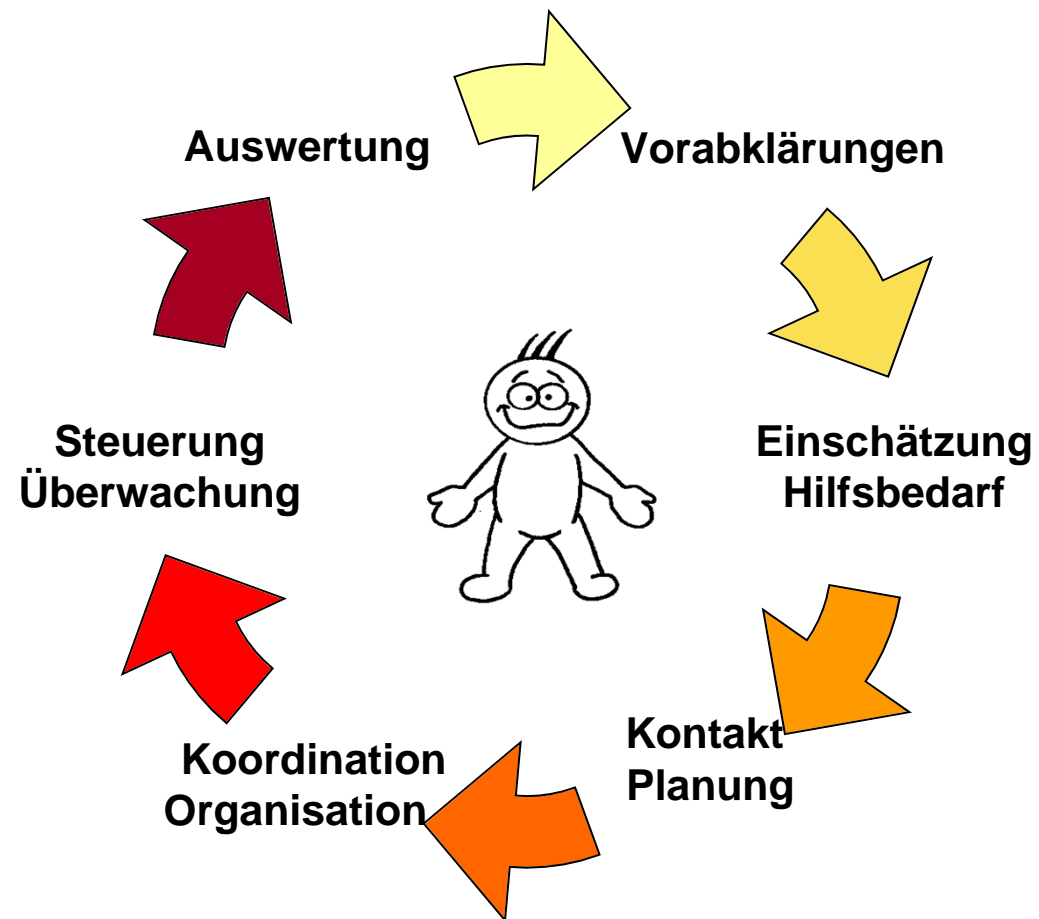 Auswertung
Vorabklärungen
Einschätzung
Hilfsbedarf
Kontakt
Planung
Koordination
Organisation
Steuerung
Überwachung